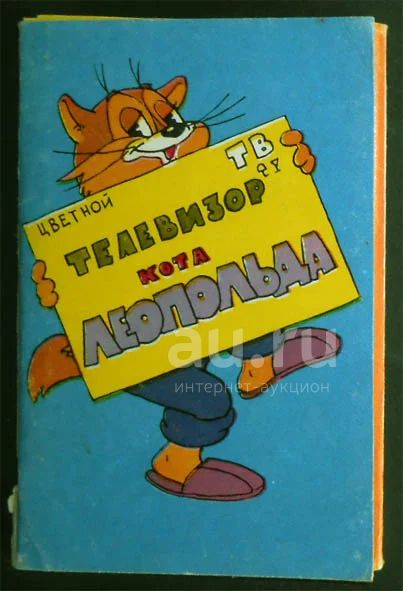 ЦВЕТНОЙ
ТВ
ТЕЛЕВИЗОР
КОТА
ЛЕОПОЛЬДА
au.ru
интернет-аукцион